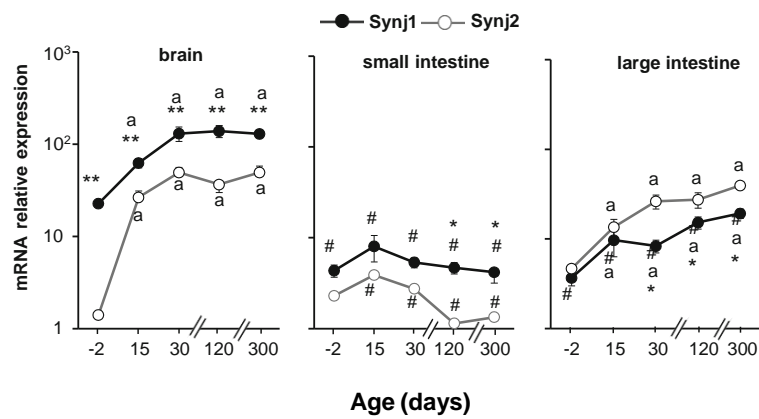 Synj1 Synj2
brain
small intestine
large intestine
mRNA relative expression
10³
10²
10
1
** a ** a ** a ** a **
a a a a
# # # * # * #
# # # #
a a a a
# # a # a * # a * # a *
-2 15 30 120 300
-2 15 30 120 300
-2 15 30 120 300
Age (days)